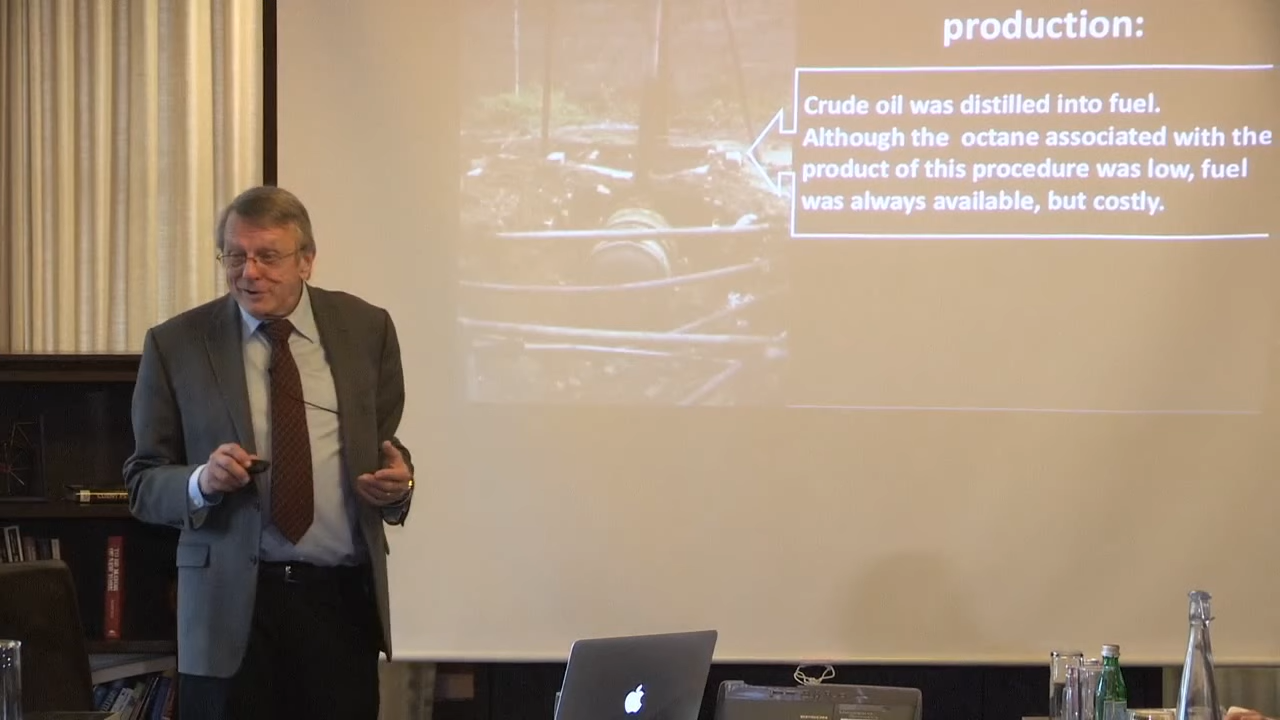 production:
Crude oil was distilled into fuel.
Although the octane associated with the
product of this procedure was low, fuel
was always available, but costly.